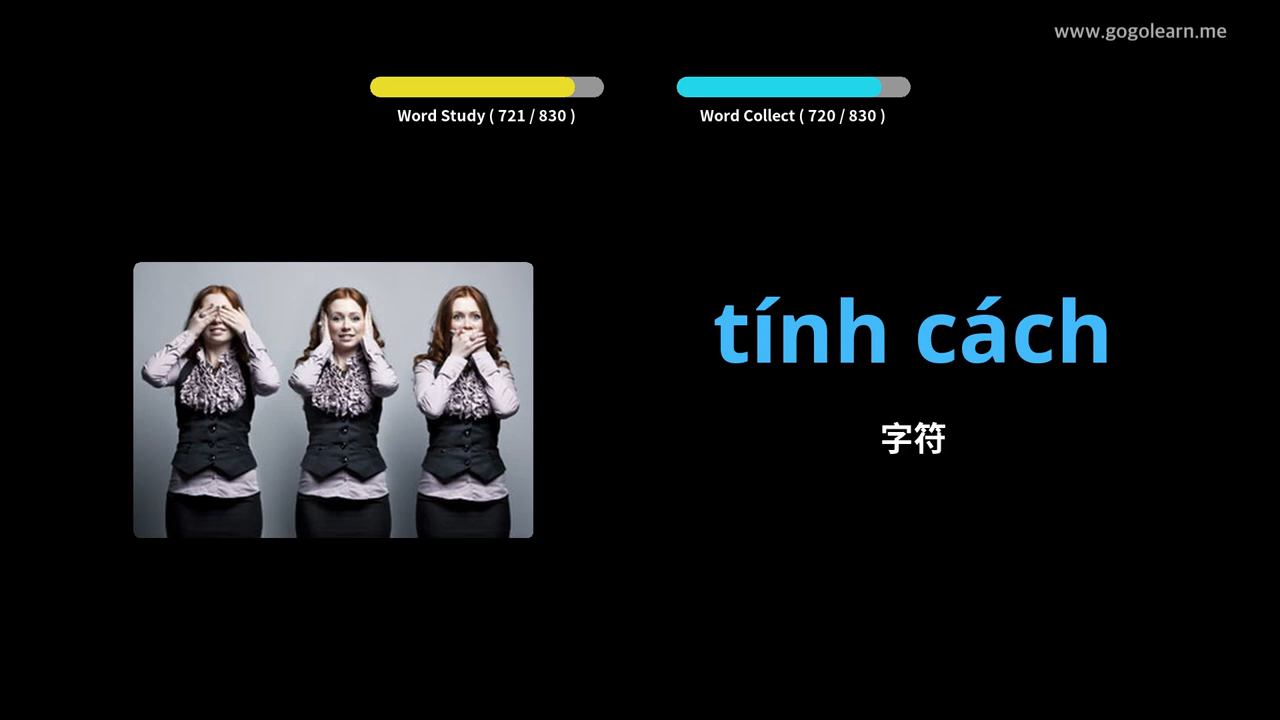 www.gogolearn.me
Word Study ( 721 / 830 )
Word Collect ( 720 / 830 )
tính cách
字符